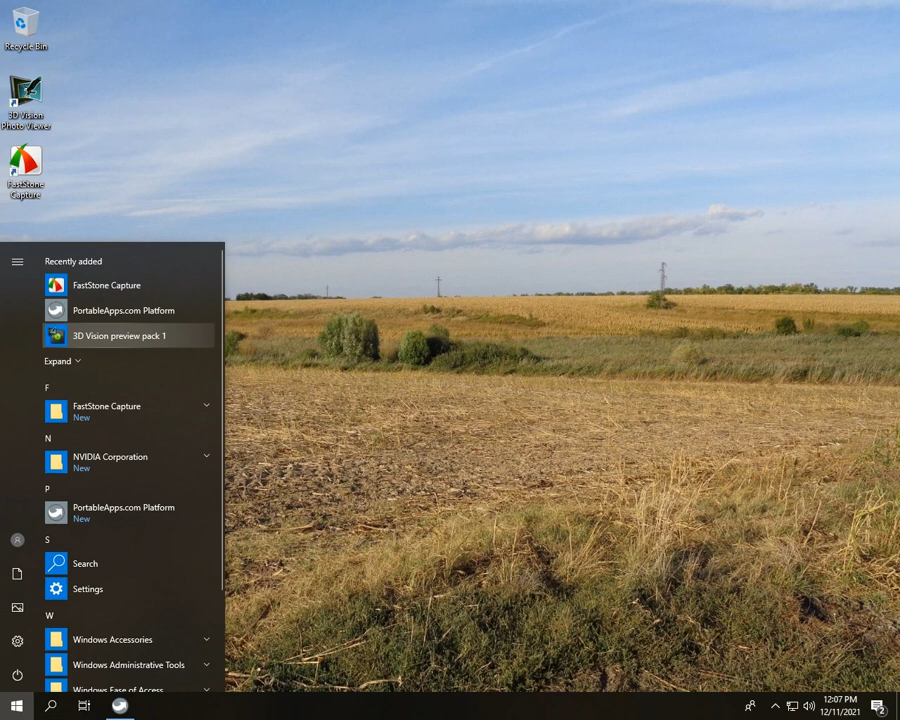 Recycle Bin
3D Vision
Photo Viewer
FastStone
Capture
Recently added
FastStone Capture
PortableApps.com Platform
3D Vision preview pack 1
Expand
F
FastStone Capture
New
N
NVIDIA Corporation
New
P
PortableApps.com Platform
New
S
Search
Settings
W
Windows Accessories
Windows Administrative Tools
Windows Ease of Access
12:07 PM
12/11/2021
2